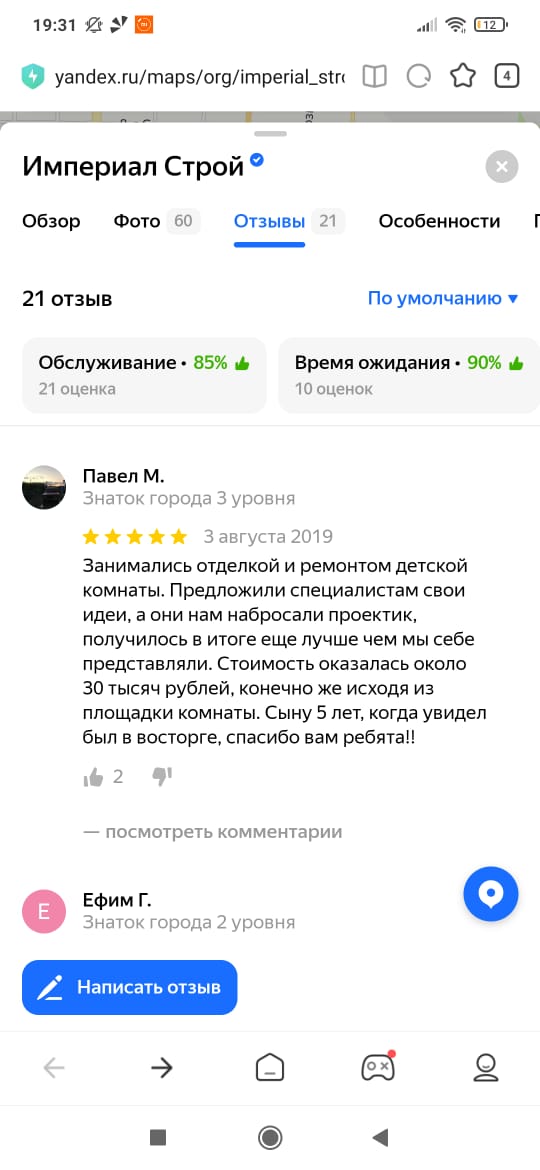 19:31
12
yandex.ru/maps/org/imperial_stro
4
Империал Строй
Обзор Фото 60 Отзывы 21 Особенности
21 отзыв По умолчанию
Обслуживание • 85% Время ожидания • 90%
21 оценка 10 оценок
Павел М.
Знаток города 3 уровня
3 августа 2019
Занимались отделкой и ремонтом детской
комнаты. Предложили специалистам свои
идеи, а они нам набросали проектик,
получилось в итоге еще лучше чем мы себе
представляли. Стоимость оказалась около
30 тысяч рублей, конечно же исходя из
площадки комнаты. Сыну 5 лет, когда увидел
был в восторге, спасибо вам ребята!!
2
— посмотреть комментарии
Е
Ефим Г.
Знаток города 2 уровня
Написать отзыв